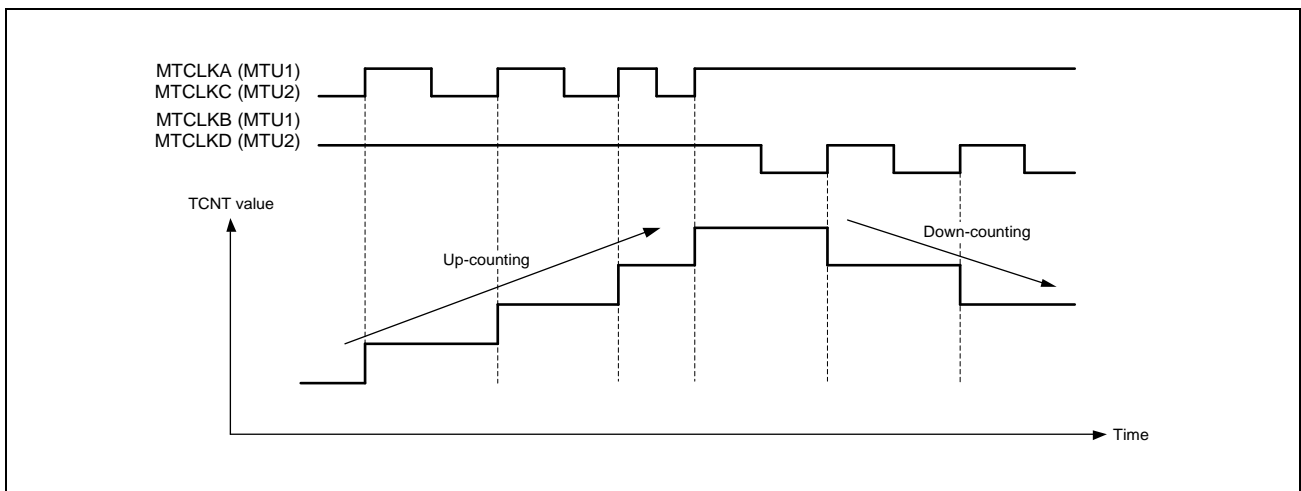 MTCLKA (MTU1)
MTCLKC (MTU2)
MTCLKB (MTU1)
MTCLKD (MTU2)
TCNT value
Up-counting
Down-counting
Time